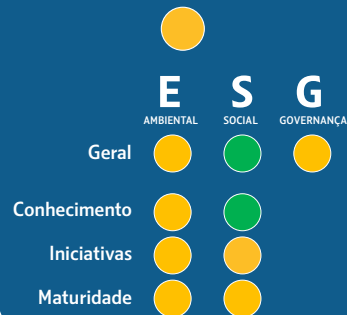 E S G
AMBIENTAL SOCIAL GOVERNANÇA
Geral
Conhecimento
Iniciativas
Maturidade